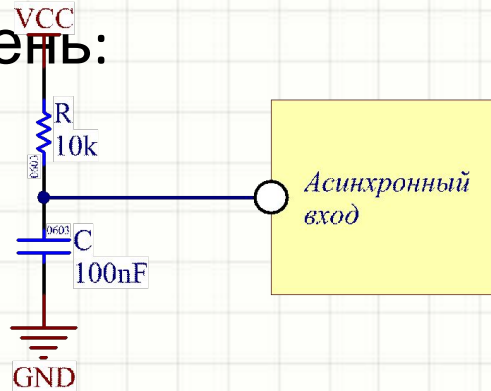 VCC
ень:
R
10k
0603
Асинхронный
вход
0603
C
100nF
GND